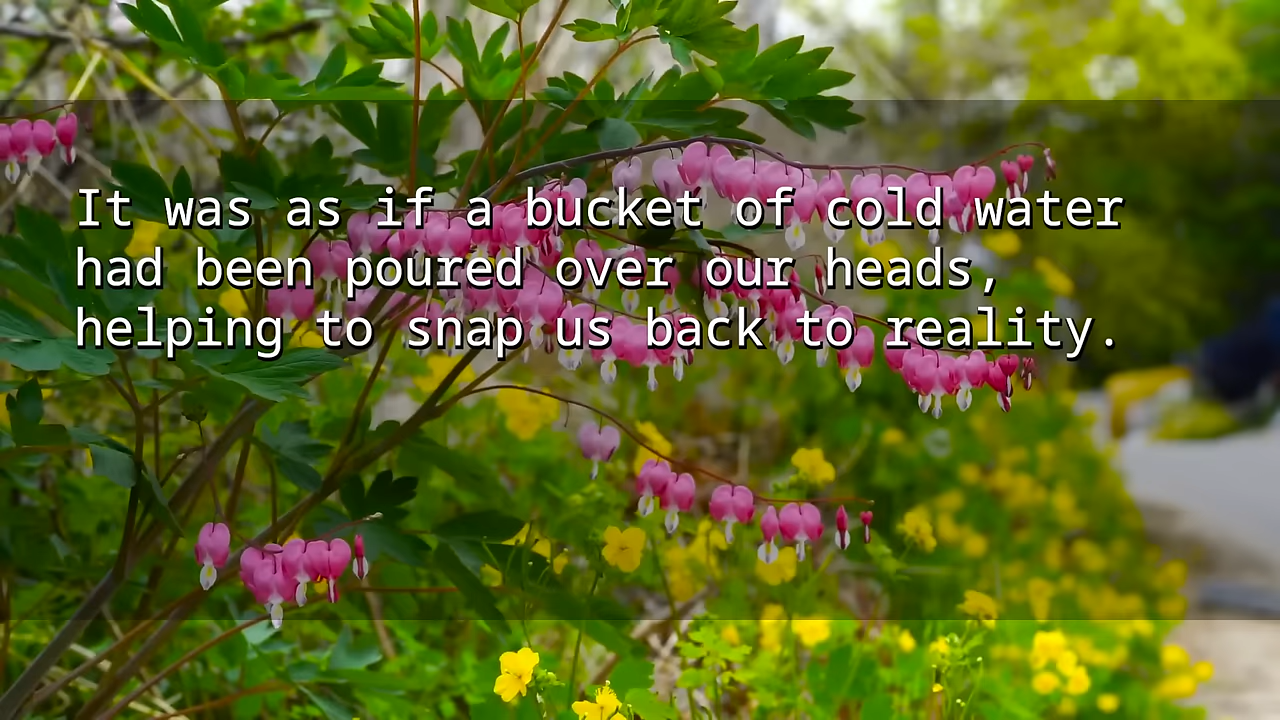 It was as if a bucket of cold water
had been poured over our heads,
helping to snap us back to reality.